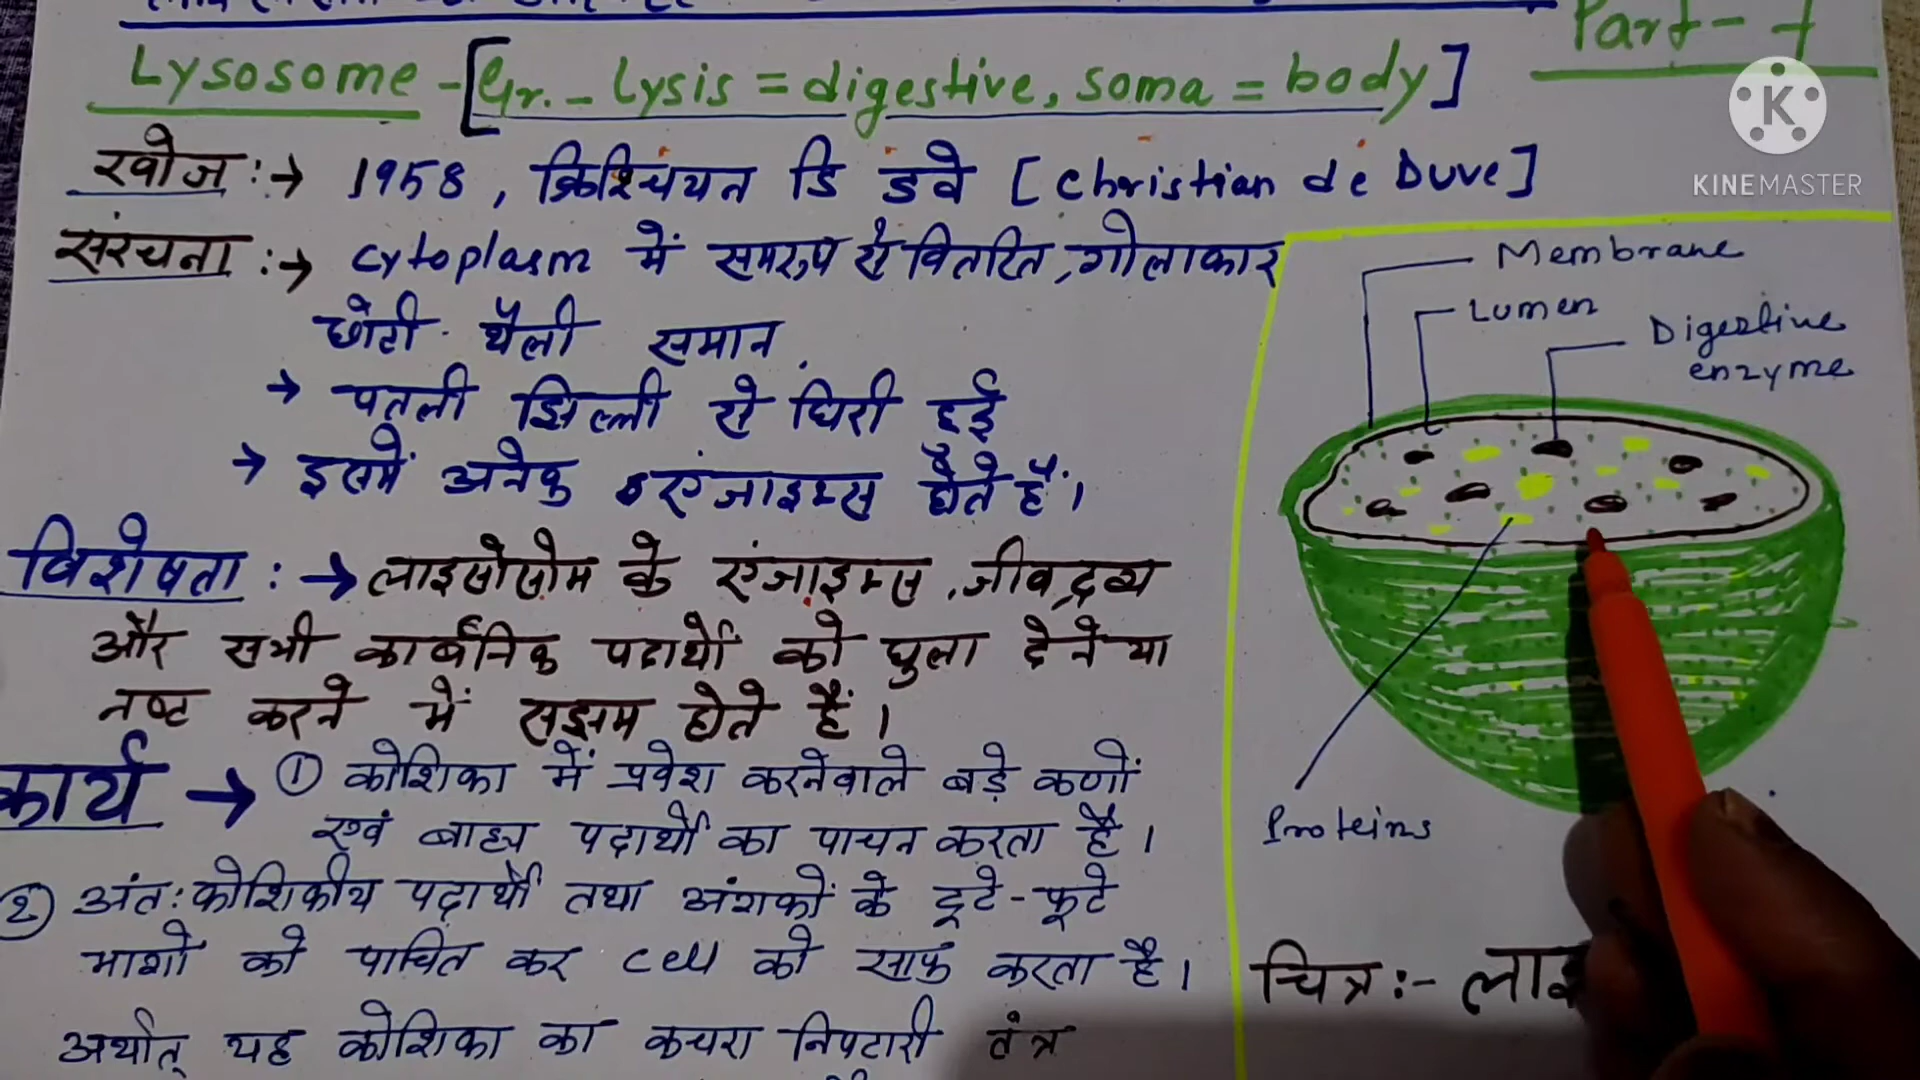 Part-1
Lysosome - [Gr. - Lysis = digestive, soma = body]
खोज :→ 1958, क्रिश्चियन डि डवे [Christian de Duve]
संरचना :→ Cytoplasm में समरुप से वितरित, गोलाकार
छोटी थैली समान
→ पतली झिल्ली से घिरी हुई
→ इसमें अनेक एंजाइम्स होते हैं।
विशेषता :→ लाइसोसोम के एंजाइम्स, जीवद्रव्य
और सभी कार्बनिक पदार्थों को घुला देने या
नष्ट करने में सक्षम होते हैं।
कार्य → ① कोशिका में प्रवेश करनेवाले बड़े कणों
एवं बाह्य पदार्थों का पाचन करता है।
2) अंतः कोशिकीय पदार्थों तथा अंगकों के टूटे-फूटे
भागो को पाचित कर Cell को साफ करता है।
अर्थात् यह कोशिका का कचरा निपटारी तंत्र
Membrane
Lumen
Digestive
enzyme
Proteins
चित्र :- लाइ
K
KINEMASTER